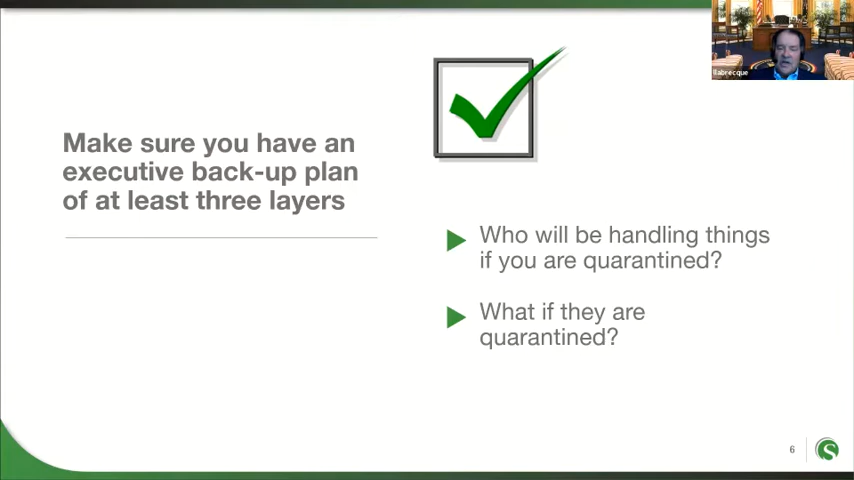 llabrecque
Make sure you have an
executive back-up plan
of at least three layers
Who will be handling things
if you are quarantined?
What if they are
quarantined?
6
S